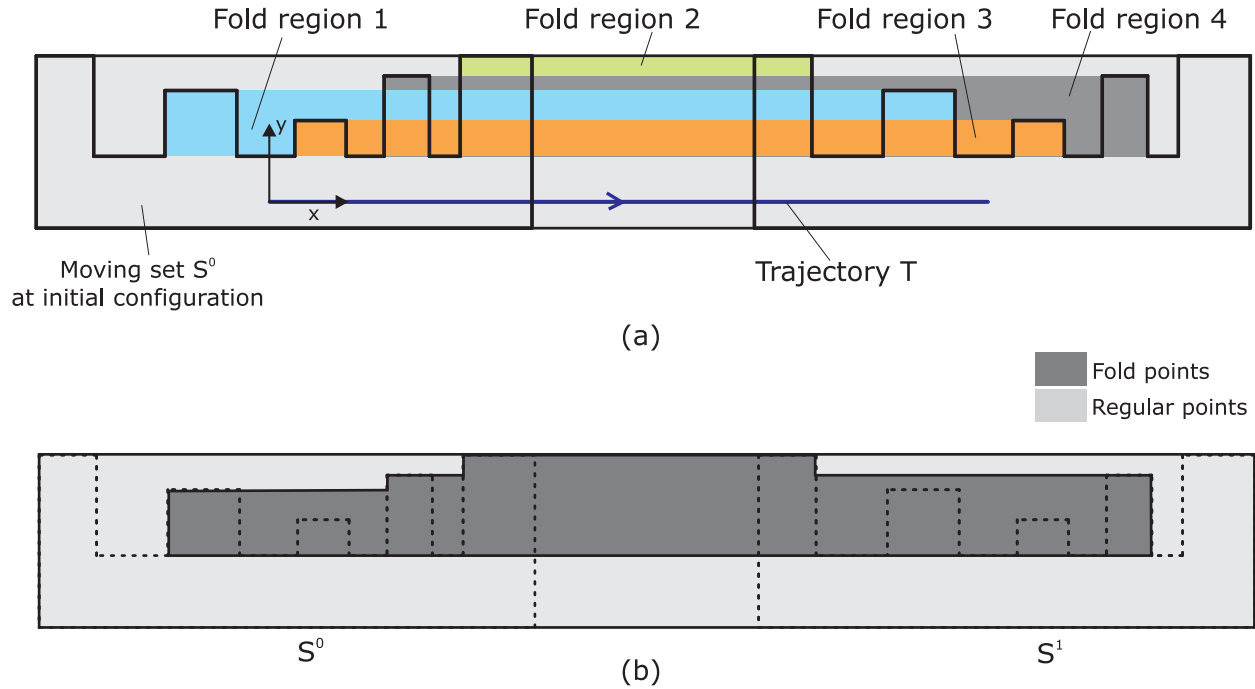 Fold region 1
Fold region 2
Fold region 3
Fold region 4
y
x
Moving set S⁰
at initial configuration
Trajectory T
(a)
Fold points
Regular points
S⁰
S¹
(b)